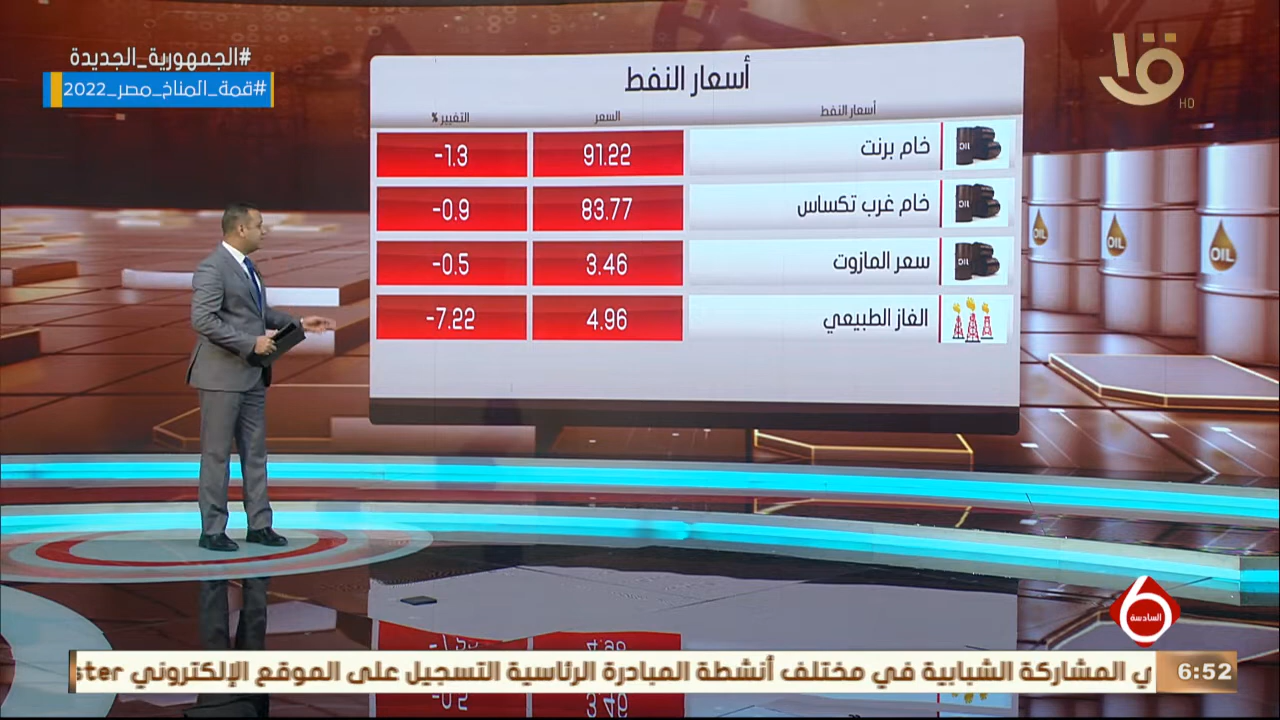 #الجمهورية_الجديدة
#قمة_المناخ_مصر_2022
HD
أسعار النفط
أسعار النفط السعر التغيير %
خام برنت 91.22 -1.3
خام غرب تكساس 83.77 -0.9
سعر المازوت 3.46 -0.5
الغاز الطبيعي 4.96 -7.22
OIL
OIL
OIL
السادسة
6:52
ي المشاركة الشبابية في مختلف أنشطة المبادرة الرئاسية التسجيل على الموقع الإلكتروني ster